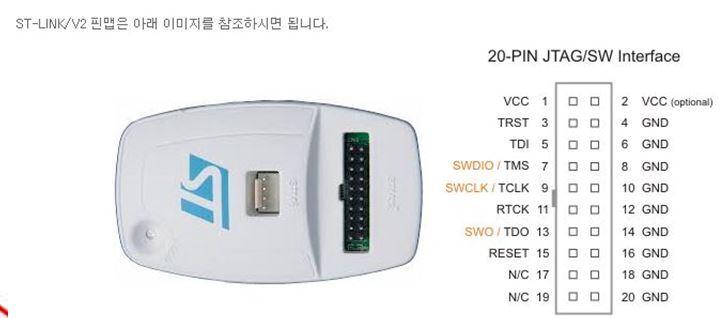 ST-LINK/V2 핀맵은 아래 이미지를 참조하시면 됩니다.
20-PIN JTAG/SW Interface
VCC 1 2 VCC (optional)
TRST 3 4 GND
TDI 5 6 GND
SWDIO / TMS 7 8 GND
SWCLK / TCLK 9 10 GND
RTCK 11 12 GND
SWO / TDO 13 14 GND
RESET 15 16 GND
N/C 17 18 GND
N/C 19 20 GND
ST